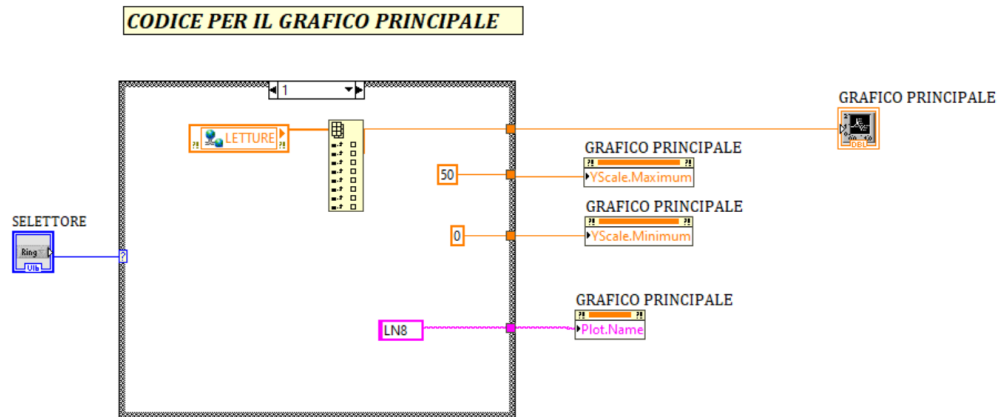 CODICE PER IL GRAFICO PRINCIPALE
1
GRAFICO PRINCIPALE
DBL
LETTURE
GRAFICO PRINCIPALE
50
YScale.Maximum
GRAFICO PRINCIPALE
0
YScale.Minimum
SELETTORE
Ring
?
GRAFICO PRINCIPALE
LN8
Plot.Name